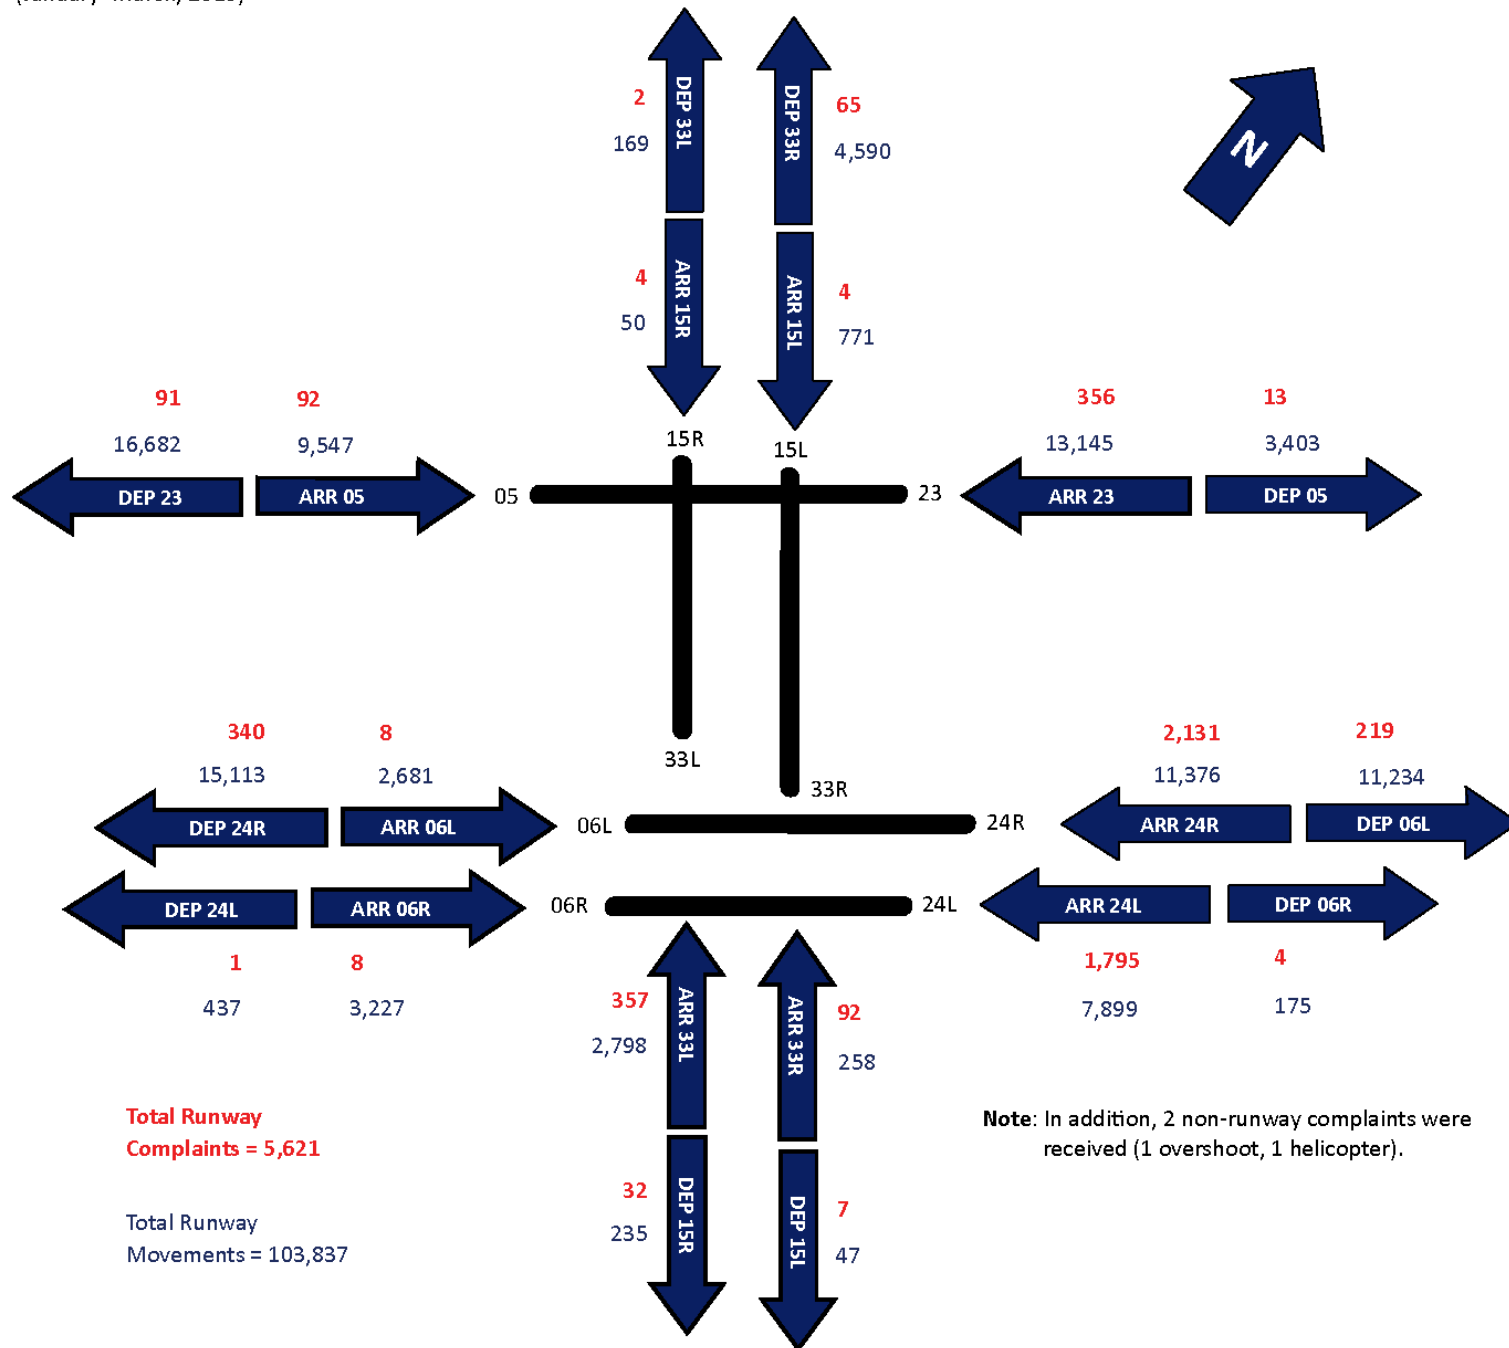 DEP 33L
DEP 33R
2
65
169
4,590
N
ARR 15R
ARR 15L
4
4
50
771
91
92
356
13
16,682
9,547
13,145
3,403
15R
15L
DEP 23
ARR 05
05
23
ARR 23
DEP 05
340
8
2,131
219
15,113
2,681
33L
11,376
11,234
33R
DEP 24R
ARR 06L
06L
24R
ARR 24R
DEP 06L
DEP 24L
ARR 06R
06R
24L
ARR 24L
DEP 06R
1
8
1,795
4
437
3,227
7,899
175
ARR 33L
ARR 33R
357
92
2,798
258
Total Runway
Complaints = 5,621
Note: In addition, 2 non-runway complaints were
received (1 overshoot, 1 helicopter).
DEP 15R
DEP 15L
32
7
235
47
Total Runway
Movements = 103,837